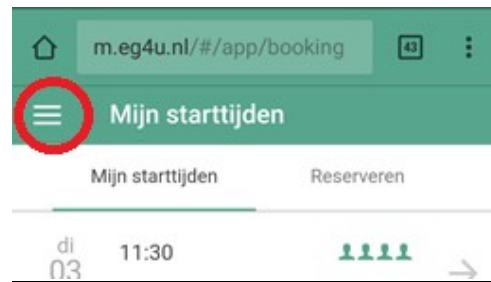 m.eg4u.nl/#/app/booking 43
Mijn starttijden
Mijn starttijden Reserveren
di 11:30
03